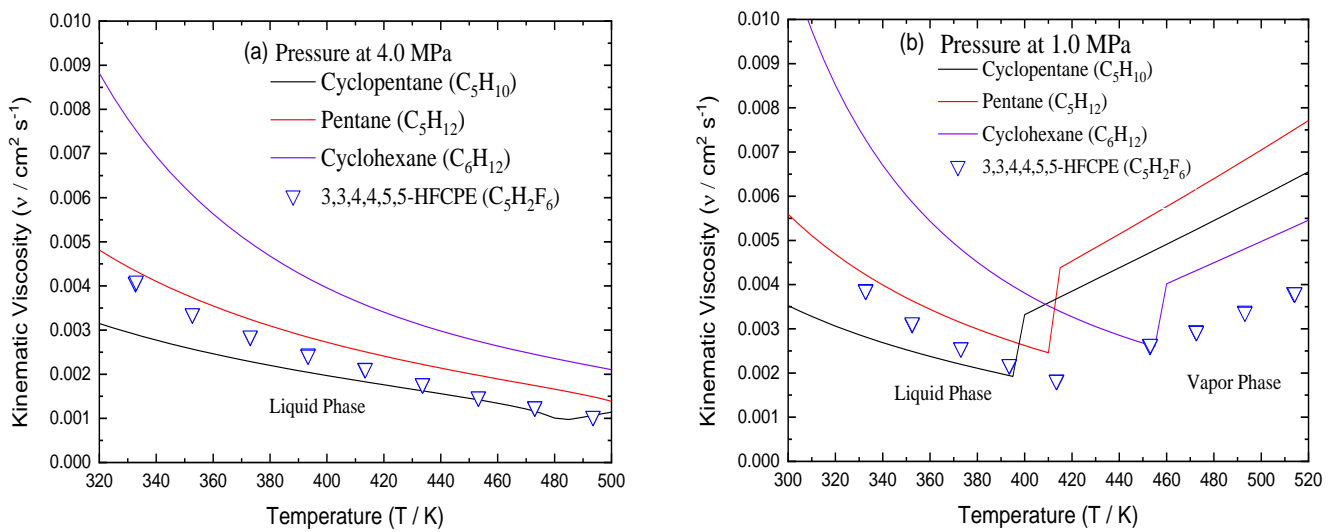 (a) Pressure at 4.0 MPa
Cyclopentane (C₅H₁₀)
Pentane (C₅H₁₂)
Cyclohexane (C₆H₁₂)
3,3,4,4,5,5-HFCPE (C₅H₂F₆)
Liquid Phase
Kinematic Viscosity (ν / cm² s⁻¹)
0.010
0.009
0.008
0.007
0.006
0.005
0.004
0.003
0.002
0.001
0.000
320 340 360 380 400 420 440 460 480 500
Temperature (T / K)
(b) Pressure at 1.0 MPa
Cyclopentane (C₅H₁₀)
Pentane (C₅H₁₂)
Cyclohexane (C₆H₁₂)
3,3,4,4,5,5-HFCPE (C₅H₂F₆)
Liquid Phase
Vapor Phase
Kinematic Viscosity (ν / cm² s⁻¹)
0.010
0.009
0.008
0.007
0.006
0.005
0.004
0.003
0.002
0.001
0.000
300 320 340 360 380 400 420 440 460 480 500 520
Temperature (T / K)